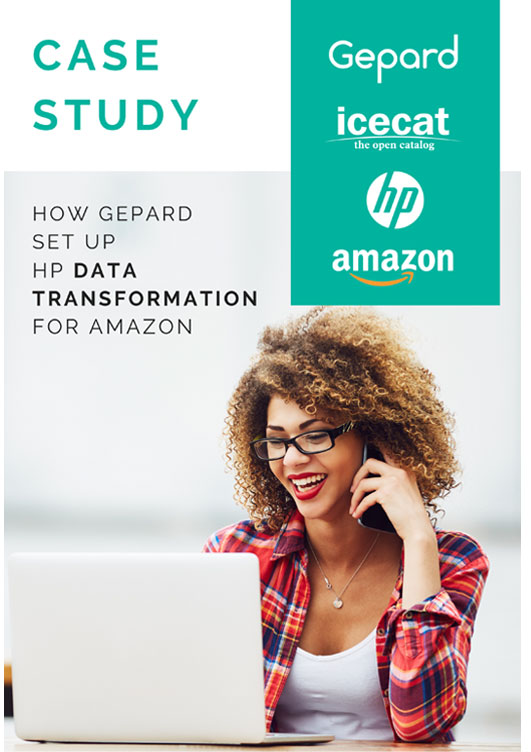 CASE
STUDY
Gepard
icecat
the open catalog
hp
amazon
HOW GEPARD
SET UP
HP DATA
TRANSFORMATION
FOR AMAZON